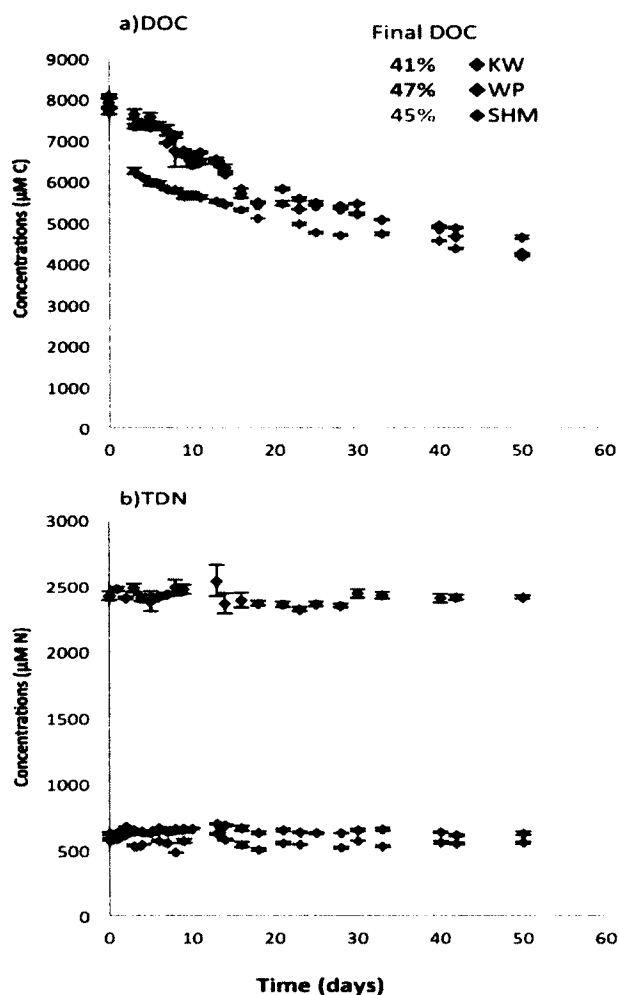 a)DOC
Final DOC
41% KW
47% WP
45% SHM
Concentrations (µM C)
9000
8000
7000
6000
5000
4000
3000
2000
1000
0
0 10 20 30 40 50 60
b)TDN
Concentrations (µM N)
3000
2500
2000
1500
1000
500
0
0 10 20 30 40 50 60
Time (days)